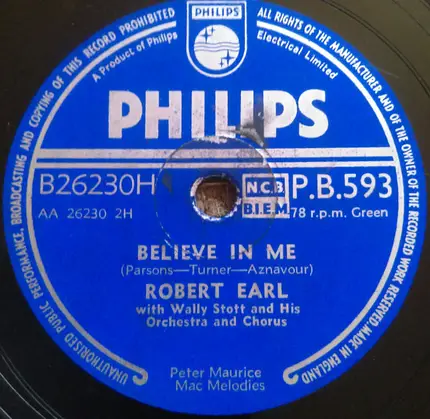 ALL RIGHTS OF THE MANUFACTURER AND OF THE OWNER OF THE RECORDED WORK RESERVED. MADE IN ENGLAND
UNAUTHORISED PUBLIC PERFORMANCE, BROADCASTING AND COPYING OF THIS RECORD PROHIBITED
PHILIPS
A Product of Philips Electrical Limited
PHILIPS
B26230H N.C.B. P.B.593
AA 26230 2H B.I.E.M. 78 r.p.m. Green
BELIEVE IN ME
(Parsons—Turner—Aznavour)
ROBERT EARL
with Wally Stott and His
Orchestra and Chorus
Peter Maurice
Mac Melodies